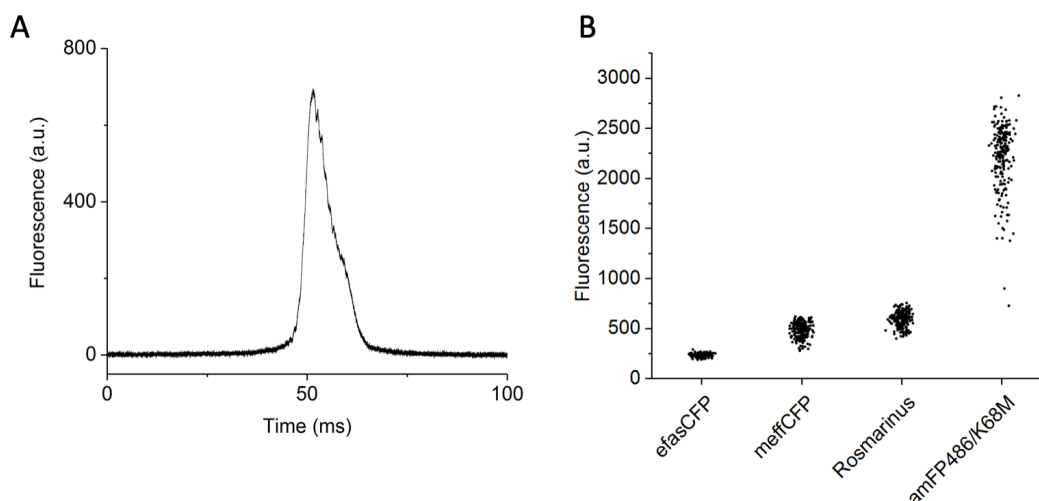 A
800
400
0
Fluorescence (a.u.)
0
50
100
Time (ms)
B
3000
2500
2000
1500
1000
500
0
Fluorescence (a.u.)
efasCFP
meffCFP
Rosmarinus
amFP486/K68M